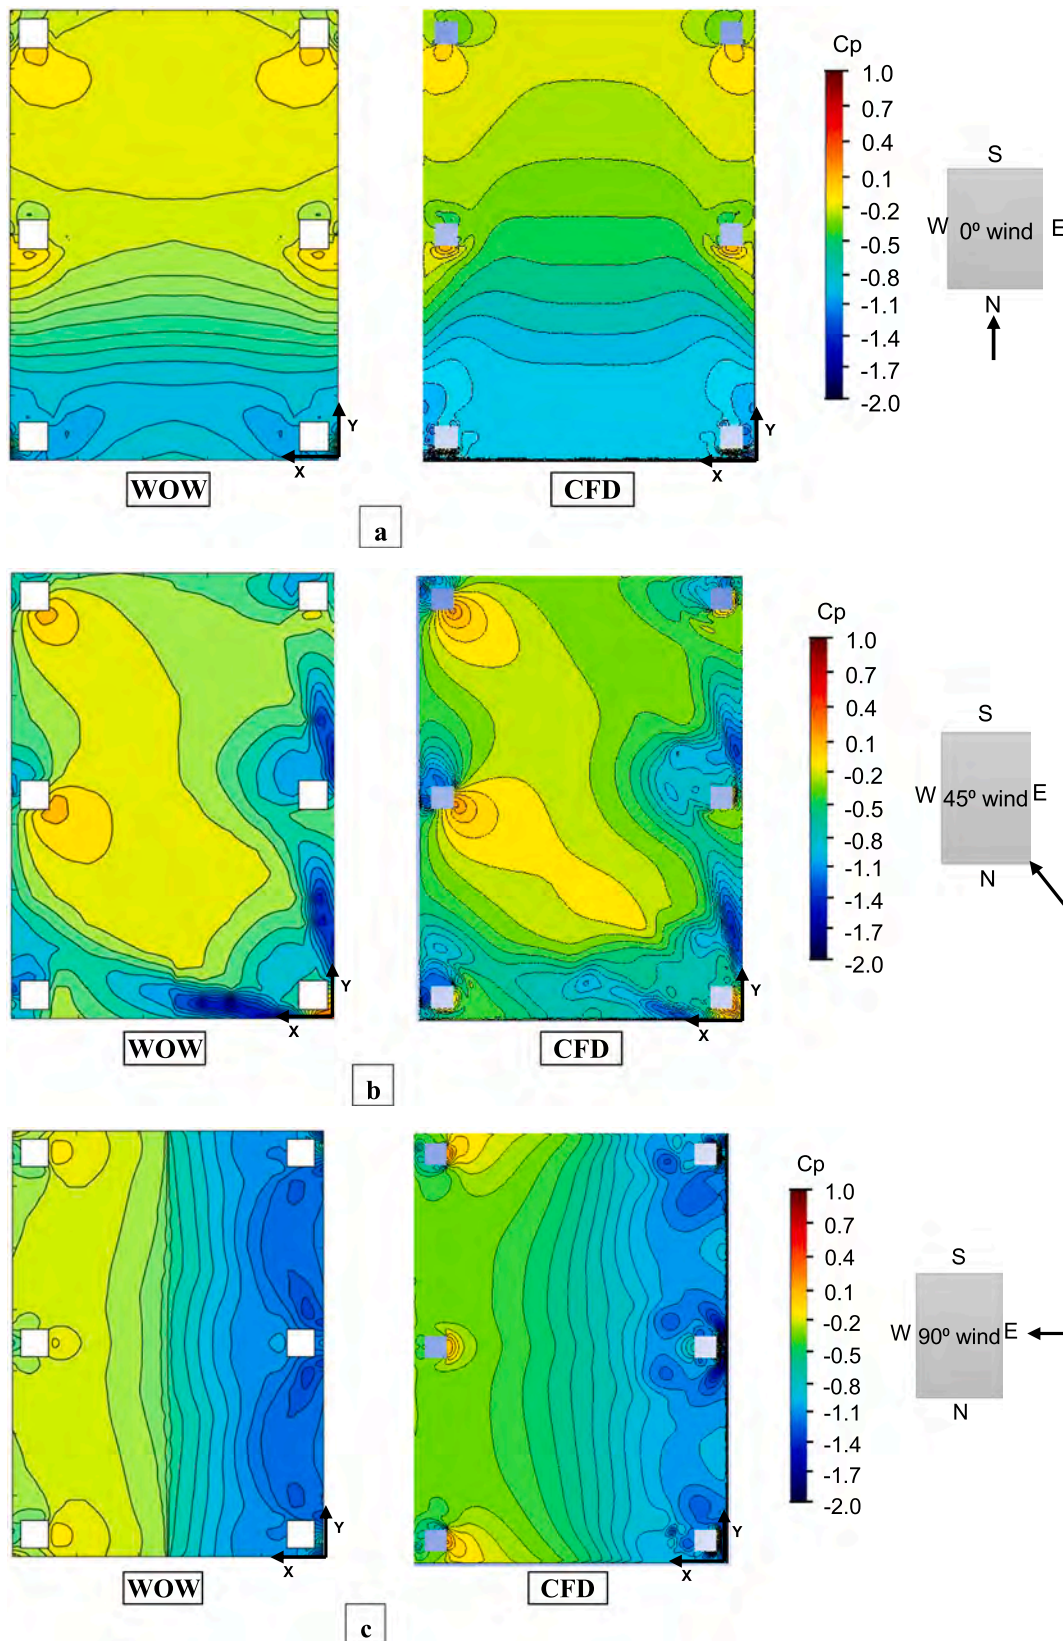 Cp
1.0
0.7
0.4
0.1
-0.2
-0.5
-0.8
-1.1
-1.4
-1.7
-2.0
S
W 0º wind E
N
Y
X
Y
X
WOW
CFD
a
Cp
1.0
0.7
0.4
0.1
-0.2
-0.5
-0.8
-1.1
-1.4
-1.7
-2.0
S
W 45º wind E
N
Y
X
Y
X
WOW
CFD
b
Cp
1.0
0.7
0.4
0.1
-0.2
-0.5
-0.8
-1.1
-1.4
-1.7
-2.0
S
W 90º wind E
N
Y
X
Y
X
WOW
CFD
c